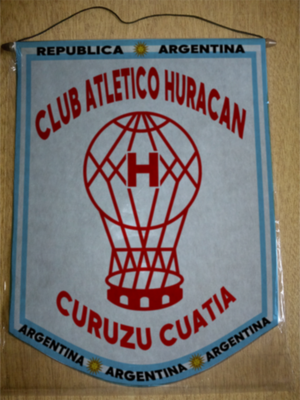 REPUBLICA ARGENTINA
CLUB ATLETICO HURACAN
H
CURUZU CUATIA
ARGENTINA ARGENTINA ARGENTINA